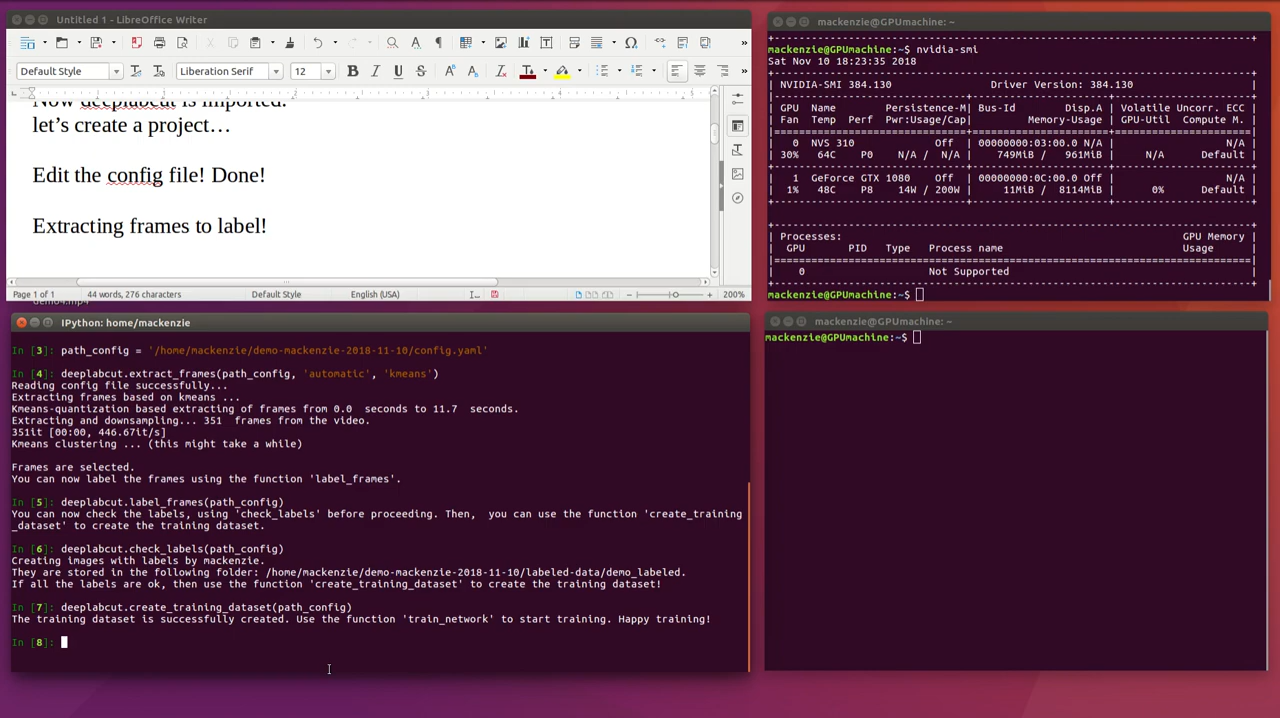 Untitled 1 - LibreOffice Writer
Default Style
Liberation Serif
12
Now deeplabcut is imported.
let's create a project…
Edit the config file! Done!
Extracting frames to label!
Page 1 of 1
44 words, 276 characters
Default Style
English (USA)
200%
demo4.mp4
mackenzie@GPUmachine: ~
mackenzie@GPUmachine:~$ nvidia-smi
Sat Nov 10 18:23:35 2018
NVIDIA-SMI 384.130 Driver Version: 384.130
GPU Name Persistence-M| Bus-Id Disp.A | Volatile Uncorr. ECC
Fan Temp Perf Pwr:Usage/Cap| Memory-Usage | GPU-Util Compute M.
0 NVS 310 Off | 00000000:03:00.0 N/A | N/A
30% 64C P0 N/A / N/A | 749MiB / 961MiB | N/A Default
1 GeForce GTX 1080 Off | 00000000:0C:00.0 Off | N/A
1% 48C P8 14W / 200W | 11MiB / 8114MiB | 0% Default
Processes: GPU Memory
GPU PID Type Process name Usage
0 Not Supported
mackenzie@GPUmachine:~$
IPython: home/mackenzie
In [3]: path_config = '/home/mackenzie/demo-mackenzie-2018-11-10/config.yaml'
In [4]: deeplabcut.extract_frames(path_config, 'automatic', 'kmeans')
Reading config file successfully...
Extracting frames based on kmeans ...
Kmeans-quantization based extracting of frames from 0.0  seconds to 11.7  seconds.
Extracting and downsampling... 351  frames from the video.
351it [00:00, 446.67it/s]
Kmeans clustering ... (this might take a while)
Frames are selected.
You can now label the frames using the function 'label_frames'.
In [5]: deeplabcut.label_frames(path_config)
You can now check the labels, using 'check_labels' before proceeding. Then,  you can use the function 'create_training
_dataset' to create the training dataset.
In [6]: deeplabcut.check_labels(path_config)
Creating images with labels by mackenzie.
They are stored in the following folder: /home/mackenzie/demo-mackenzie-2018-11-10/labeled-data/demo_labeled.
If all the labels are ok, then use the function 'create_training_dataset' to create the training dataset!
In [7]: deeplabcut.create_training_dataset(path_config)
The training dataset is successfully created. Use the function 'train_network' to start training. Happy training!
In [8]:
mackenzie@GPUmachine: ~
mackenzie@GPUmachine:~$